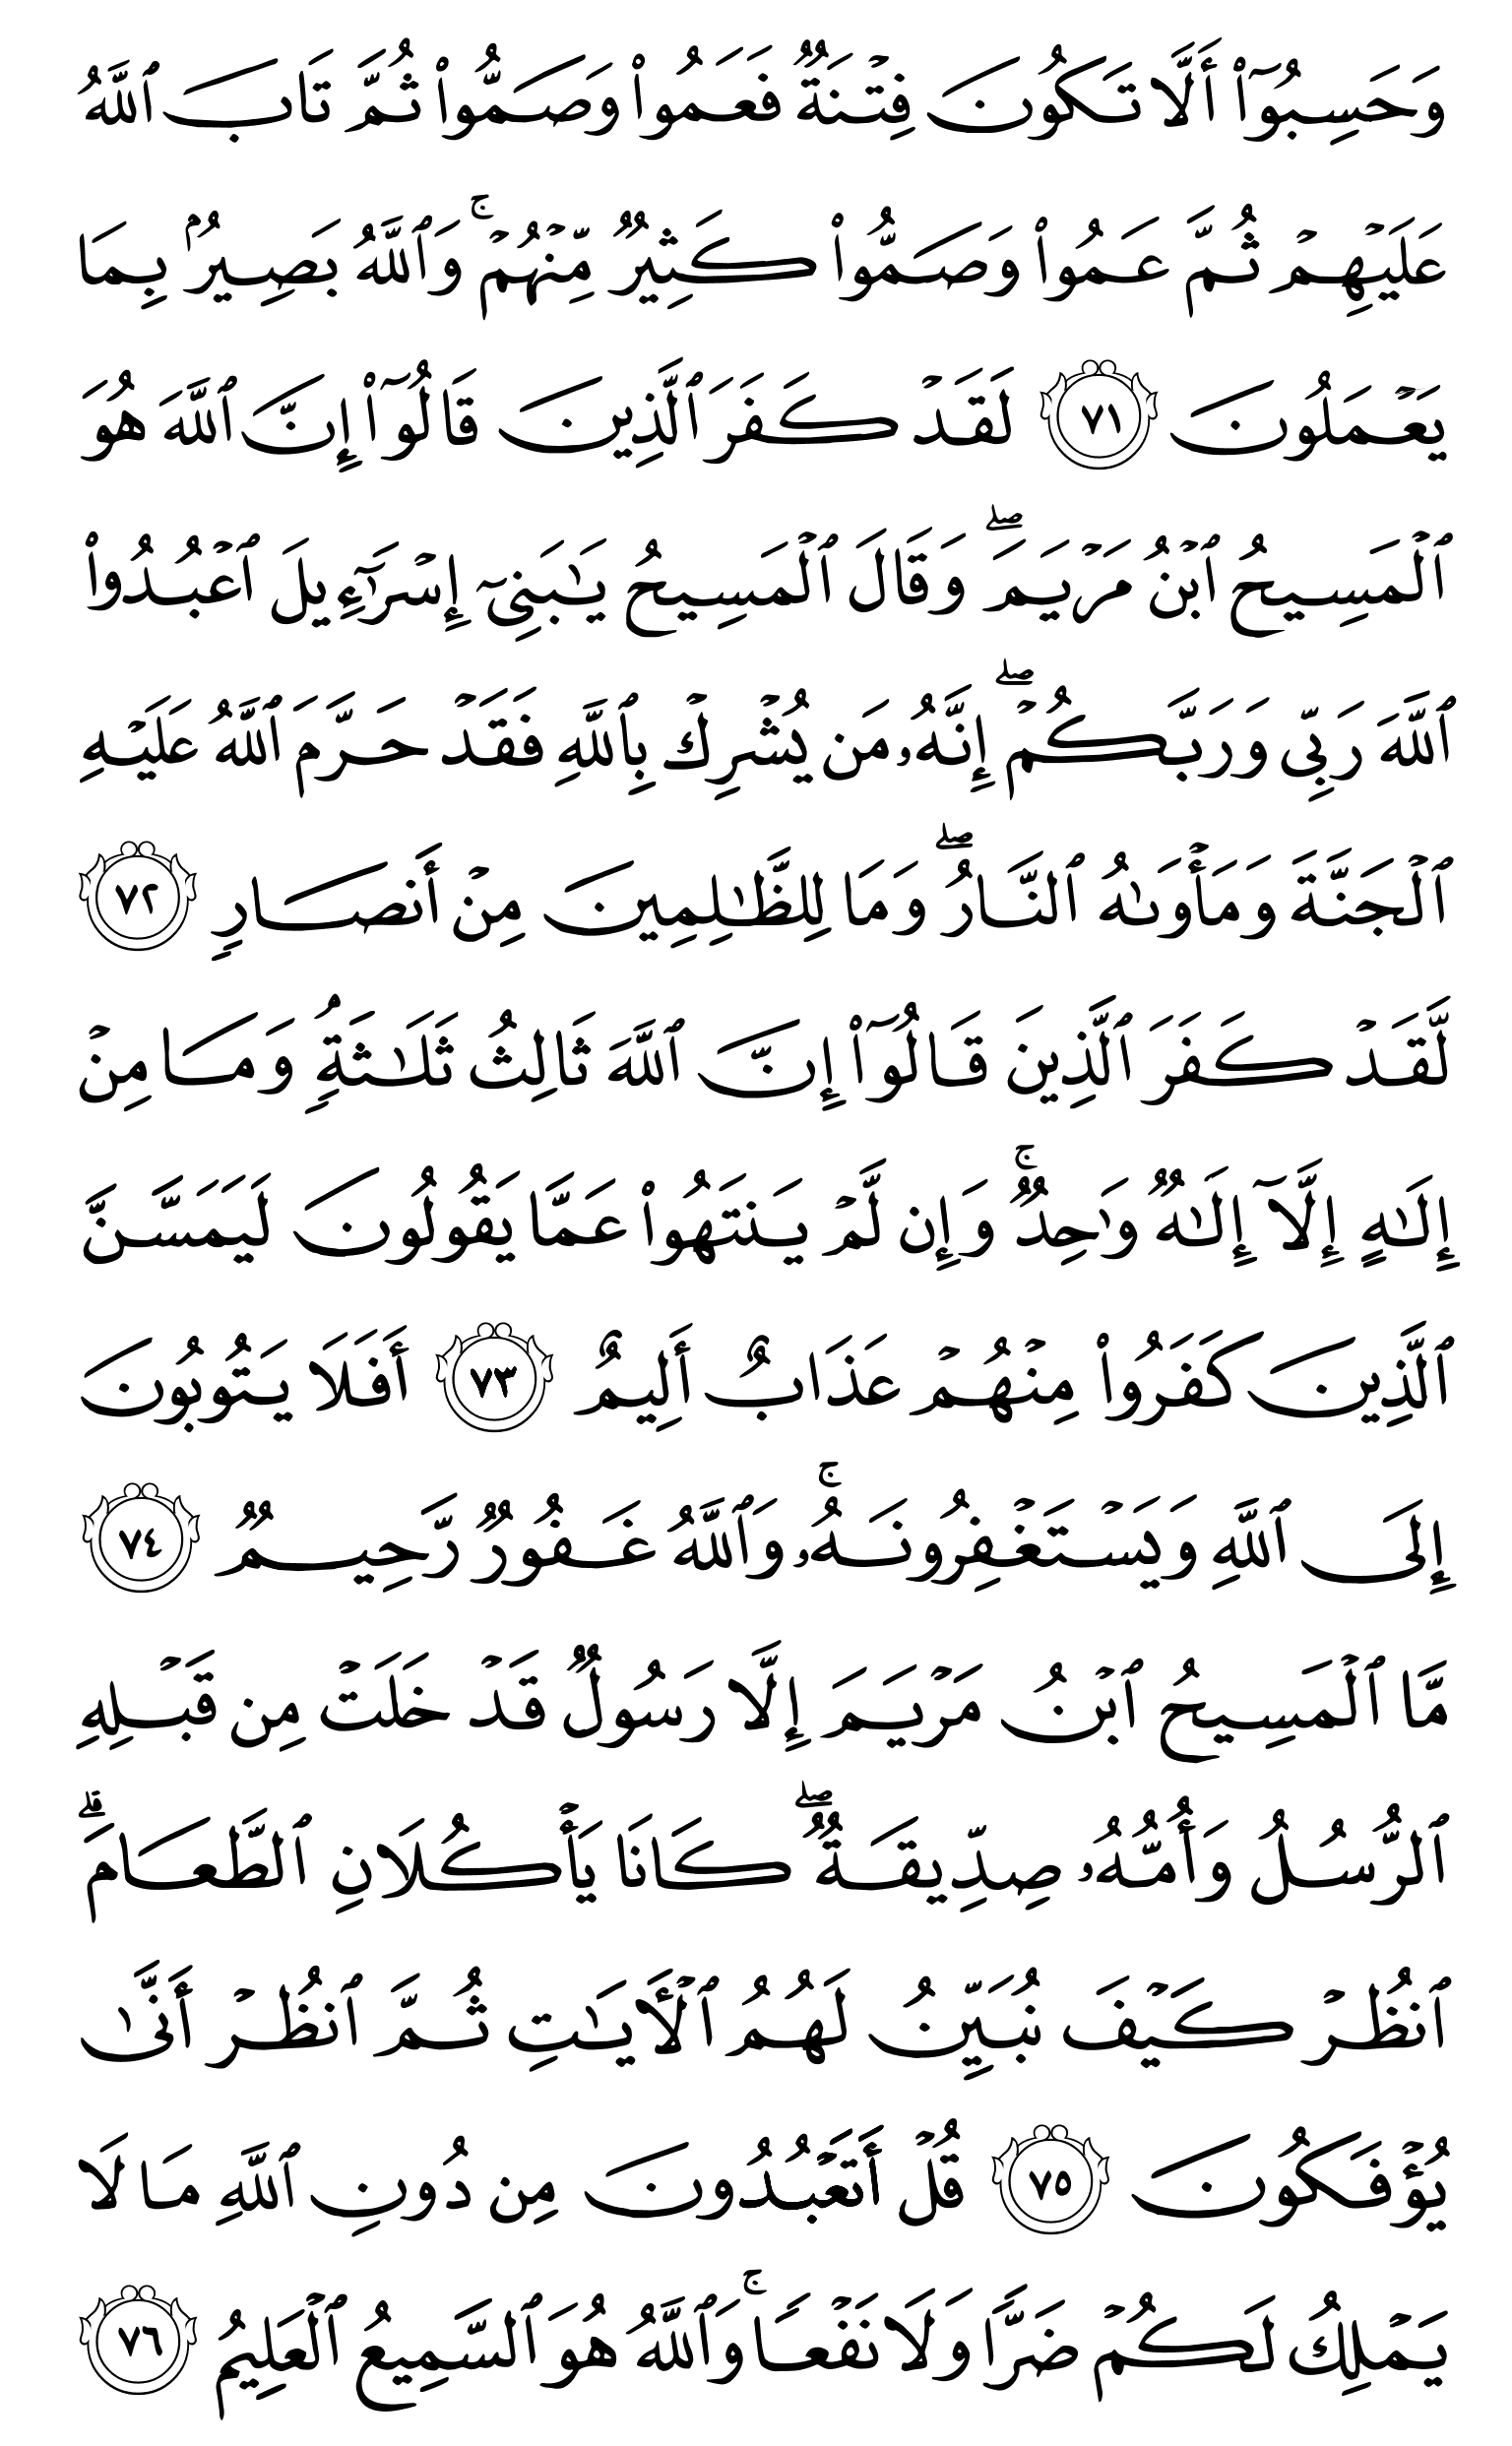 وَحَسِبُوٓا۟ أَلَّا تَكُونَ فِتْنَةٌ فَعَمُوا۟ وَصَمُّوا۟ ثُمَّ تَابَ ٱللَّهُ
عَلَيْهِمْ ثُمَّ عَمُوا۟ وَصَمُّوا۟ كَثِيرٌ مِّنْهُمْ ۚ وَٱللَّهُ بَصِيرٌۢ بِمَا
يَعْمَلُونَ ٧١ لَقَدْ كَفَرَ ٱلَّذِينَ قَالُوٓا۟ إِنَّ ٱللَّهَ هُوَ
ٱلْمَسِيحُ ٱبْنُ مَرْيَمَ ۖ وَقَالَ ٱلْمَسِيحُ يَـٰبَنِىٓ إِسْرَٰٓءِيلَ ٱعْبُدُوا۟
ٱللَّهَ رَبِّى وَرَبَّكُمْ ۖ إِنَّهُۥ مَن يُشْرِكْ بِٱللَّهِ فَقَدْ حَرَّمَ ٱللَّهُ عَلَيْهِ
ٱلْجَنَّةَ وَمَأْوَىٰهُ ٱلنَّارُ ۖ وَمَا لِلظَّـٰلِمِينَ مِنْ أَنصَارٍ ٧٢
لَّقَدْ كَفَرَ ٱلَّذِينَ قَالُوٓا۟ إِنَّ ٱللَّهَ ثَالِثُ ثَلَـٰثَةٍۢ وَمَا مِنْ
إِلَـٰهٍ إِلَّآ إِلَـٰهٌ وَٰحِدٌ ۚ وَإِن لَّمْ يَنتَهُوا۟ عَمَّا يَقُولُونَ لَيَمَسَّنَّ
ٱلَّذِينَ كَفَرُوا۟ مِنْهُمْ عَذَابٌ أَلِيمٌ ٧٣ أَفَلَا يَتُوبُونَ
إِلَى ٱللَّهِ وَيَسْتَغْفِرُونَهُۥ ۚ وَٱللَّهُ غَفُورٌ رَّحِيمٌ ٧٤
مَّا ٱلْمَسِيحُ ٱبْنُ مَرْيَمَ إِلَّا رَسُولٌ قَدْ خَلَتْ مِن قَبْلِهِ
ٱلرُّسُلُ وَأُمُّهُۥ صِدِّيقَةٌ ۖ كَانَا يَأْكُلَانِ ٱلطَّعَامَ ۗ
ٱنظُرْ كَيْفَ نُبَيِّنُ لَهُمُ ٱلْأَيَـٰتِ ثُمَّ ٱنظُرْ أَنَّىٰ
يُؤْفَكُونَ ٧٥ قُلْ أَتَعْبُدُونَ مِن دُونِ ٱللَّهِ مَا لَا
يَمْلِكُ لَكُمْ ضَرًّا وَلَا نَفْعًا ۚ وَٱللَّهُ هُوَ ٱلسَّمِيعُ ٱلْعَلِيمُ ٧٦